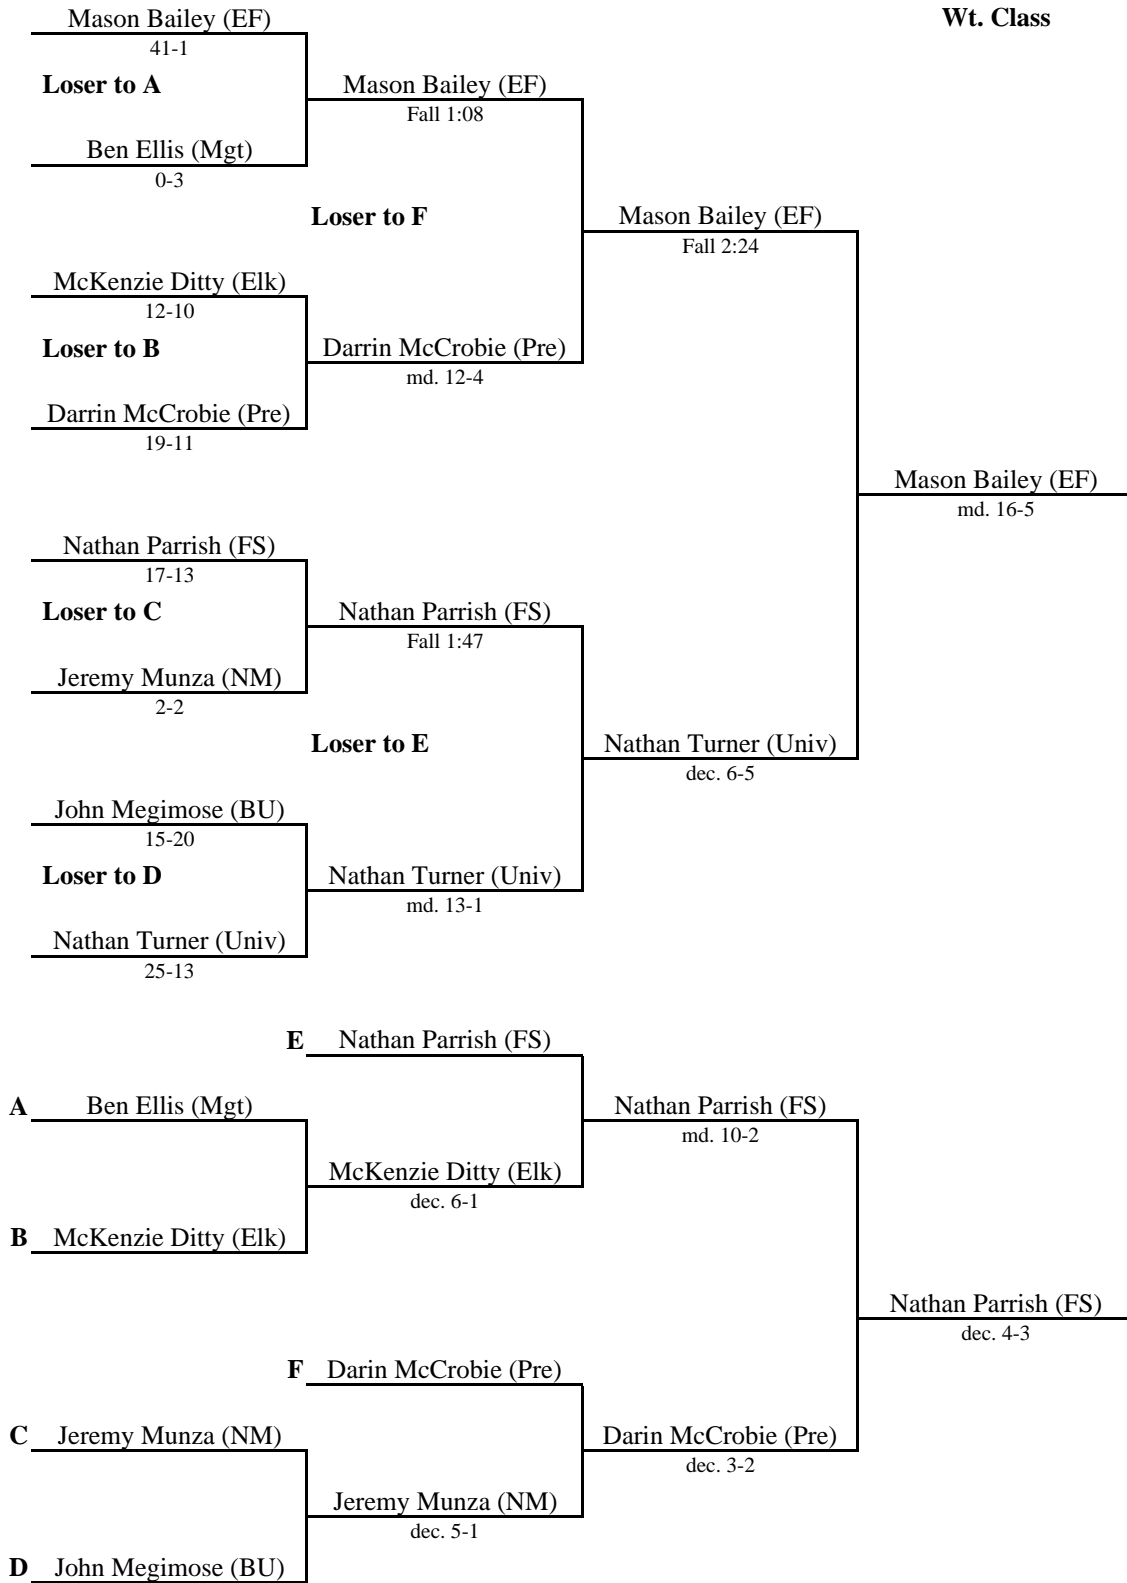 Mason Bailey (EF)
Wt. Class
41-1
Loser to A
Mason Bailey (EF)
Fall 1:08
Ben Ellis (Mgt)
0-3
Loser to F
Mason Bailey (EF)
Fall 2:24
McKenzie Ditty (Elk)
12-10
Loser to B
Darrin McCrobie (Pre)
md. 12-4
Darrin McCrobie (Pre)
19-11
Mason Bailey (EF)
md. 16-5
Nathan Parrish (FS)
17-13
Loser to C
Nathan Parrish (FS)
Fall 1:47
Jeremy Munza (NM)
2-2
Loser to E
Nathan Turner (Univ)
dec. 6-5
John Megimose (BU)
15-20
Loser to D
Nathan Turner (Univ)
md. 13-1
Nathan Turner (Univ)
25-13
E Nathan Parrish (FS)
A Ben Ellis (Mgt)
Nathan Parrish (FS)
md. 10-2
McKenzie Ditty (Elk)
dec. 6-1
B McKenzie Ditty (Elk)
Nathan Parrish (FS)
dec. 4-3
F Darin McCrobie (Pre)
C Jeremy Munza (NM)
Darin McCrobie (Pre)
dec. 3-2
Jeremy Munza (NM)
dec. 5-1
D John Megimose (BU)